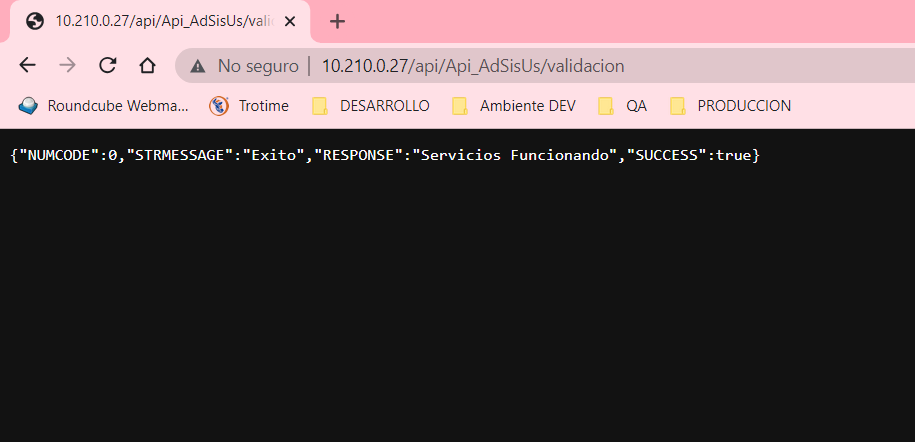 10.210.0.27/api/Api_AdSisUs/vali
No seguro | 10.210.0.27/api/Api_AdSisUs/validacion
Roundcube Webma... Trotime DESARROLLO Ambiente DEV QA PRODUCCION
{"NUMCODE":0,"STRMESSAGE":"Exito","RESPONSE":"Servicios Funcionando","SUCCESS":true}